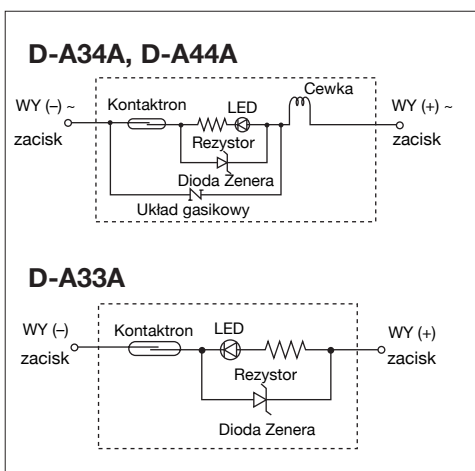 D-A34A, D-A44A
Cewka
WY (–) ~ Kontaktron LED WY (+) ~
zacisk Rezystor zacisk
Dioda Zenera
Układ gasikowy
D-A33A
WY (–) Kontaktron LED WY (+)
zacisk zacisk
Rezystor
Dioda Zenera